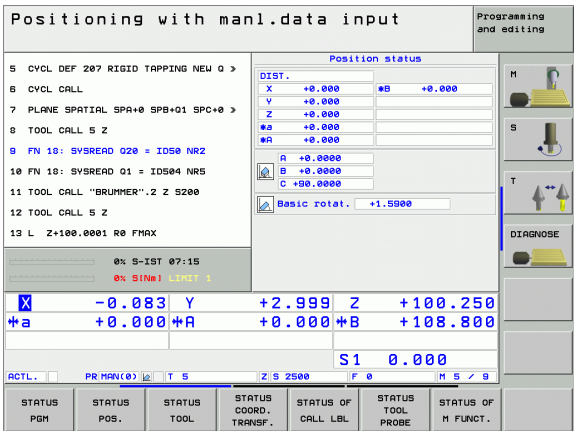 Positioning with manl.data input
Programming
and editing
5 CYCL DEF 207 RIGID TAPPING NEW Q »
6 CYCL CALL
7 PLANE SPATIAL SPA+0 SPB+Q1 SPC+0 »
8 TOOL CALL 5 Z
9 FN 18: SYSREAD Q20 = ID50 NR2
10 FN 18: SYSREAD Q1 = ID504 NR5
11 TOOL CALL "BRUMMER".2 Z S200
12 TOOL CALL 5 Z
13 L Z+100.0001 R0 FMAX
0% S-IST 07:15
0% S[Nm] LIMIT 1
Position status
DIST.
X +0.000 *B +0.000
Y +0.000
Z +0.000
*a +0.000
*A +0.000
A +0.0000
B +0.0000
C +90.0000
Basic rotat. +1.5900
M
S
T
DIAGNOSE
X -0.083 Y +2.999 Z +100.250
*a +0.000 *A +0.000 *B +108.800
S1 0.000
ACTL. PR MAN(0) T 5 Z S 2500 F 0 M 5 / 9
STATUS
PGM
STATUS
POS.
STATUS
TOOL
STATUS
COORD.
TRANSF.
STATUS OF
CALL LBL
STATUS
TOOL
PROBE
STATUS OF
M FUNCT.